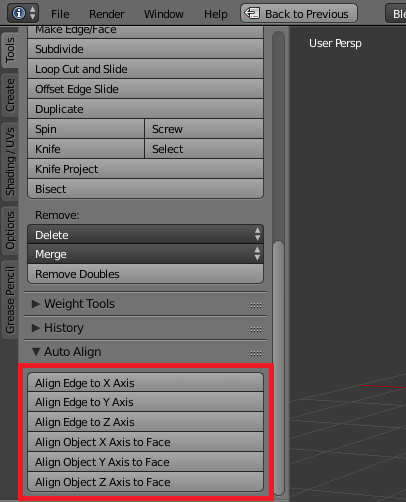 File Render Window Help Back to Previous Ble
Tools
Create
Shading / UVs
Options
Grease Pencil
Make Edge/Face
Subdivide
Loop Cut and Slide
Offset Edge Slide
Duplicate
Spin Screw
Knife Select
Knife Project
Bisect
Remove:
Delete
Merge
Remove Doubles
Weight Tools
History
Auto Align
Align Edge to X Axis
Align Edge to Y Axis
Align Edge to Z Axis
Align Object X Axis to Face
Align Object Y Axis to Face
Align Object Z Axis to Face
User Persp